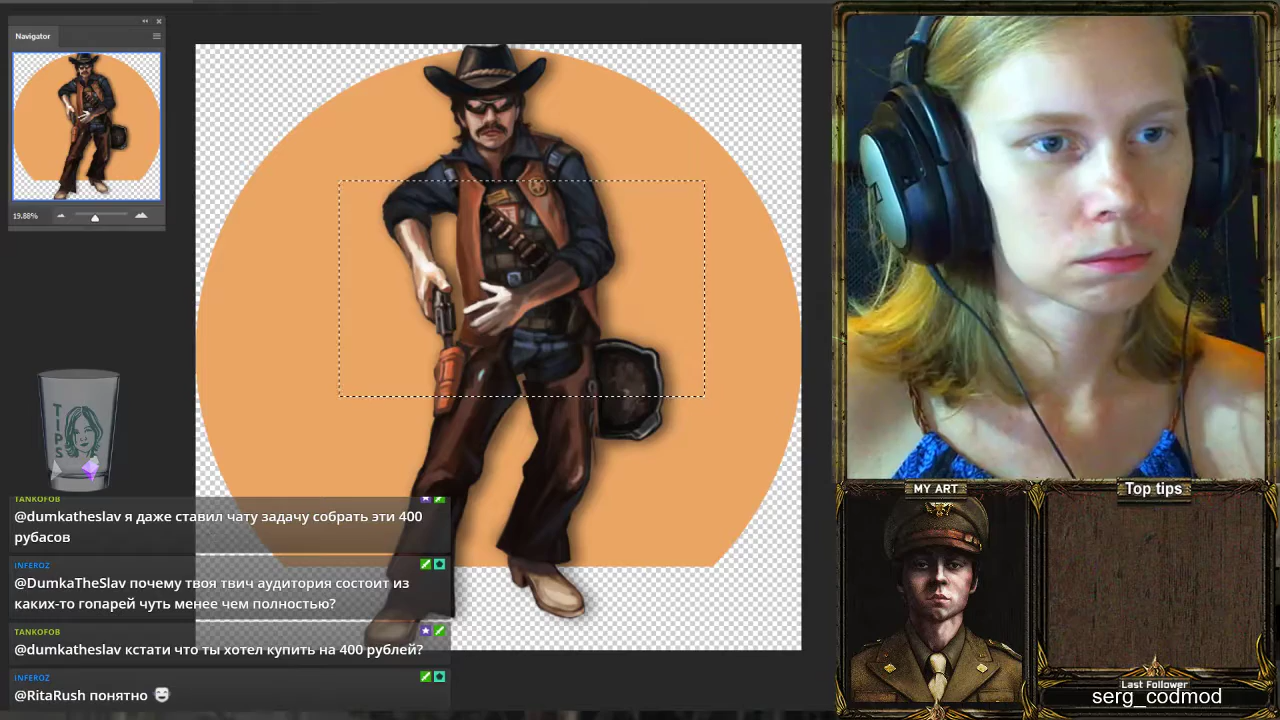 Navigator
19.88%
TIPS
TANKOFOB
@dumkatheslav я даже ставил чату задачу собрать эти 400
рубасов
INFEROZ
@DumkaTheSlav почему твоя твич аудитория состоит из
каких-то гопарей чуть менее чем полностью?
TANKOFOB
@dumkatheslav кстати что ты хотел купить на 400 рублей?
INFEROZ
@RitaRush понятно
MY ART
Top tips
Last Follower
serg_codmod